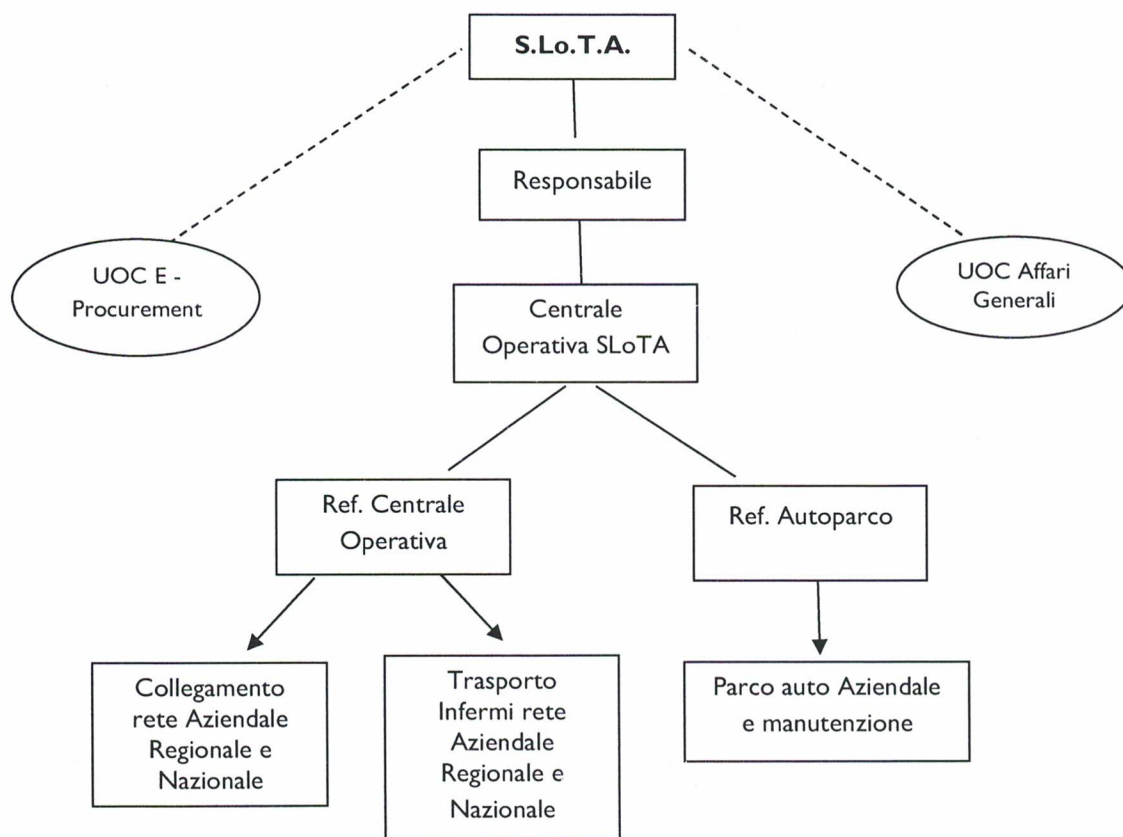 S.Lo.T.A.
Responsabile
UOC E -
Procurement
UOC Affari
Generali
Centrale
Operativa SLoTA
Ref. Centrale
Operativa
Ref. Autoparco
Collegamento
rete Aziendale
Regionale e
Nazionale
Trasporto
Infermi rete
Aziendale
Regionale e
Nazionale
Parco auto Aziendale
e manutenzione